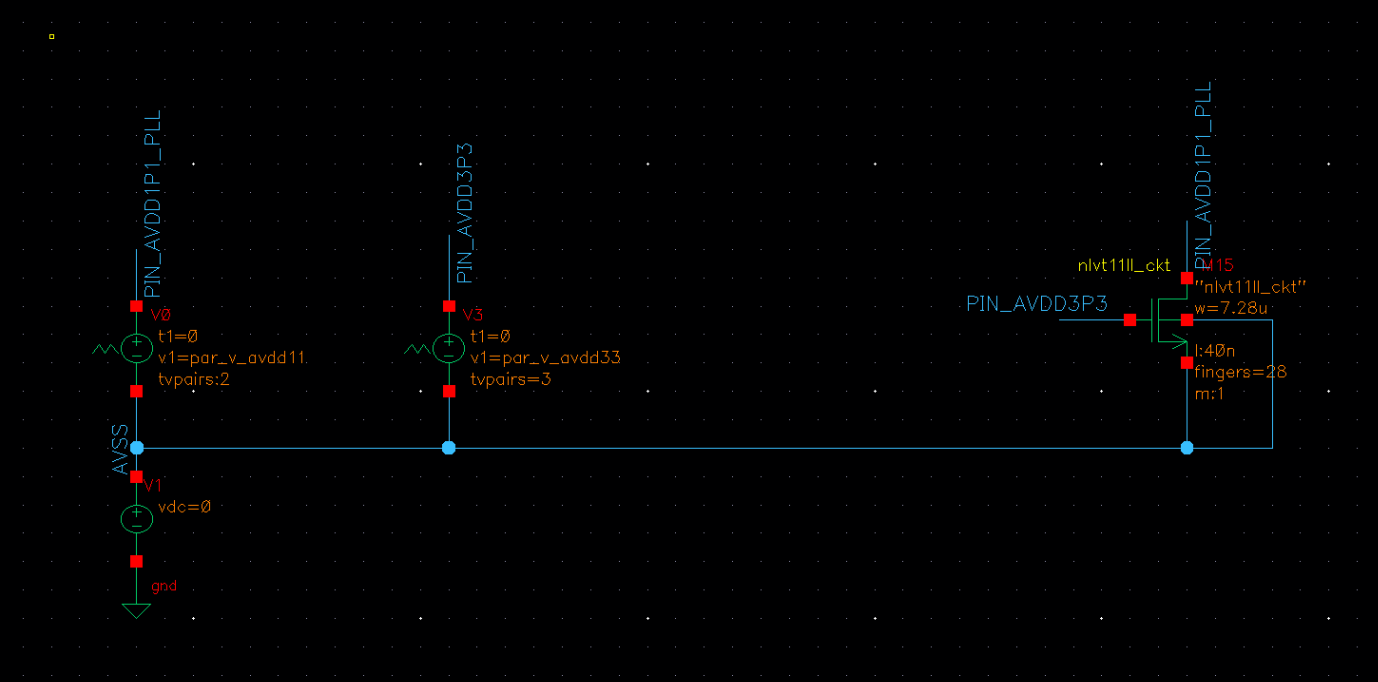 PIN_AVDD1P1_PLL
V0
t1=0
v1=par_v_avdd11
tvpairs:2
PIN_AVDD3P3
V3
t1=0
v1=par_v_avdd33
tvpairs=3
PIN_AVDD1P1_PLL
nlvt11ll_ckt
M15
"nlvt11ll_ckt"
w=7.28u
PIN_AVDD3P3
l:40n
fingers=28
m:1
AVSS
V1
vdc=0
gnd